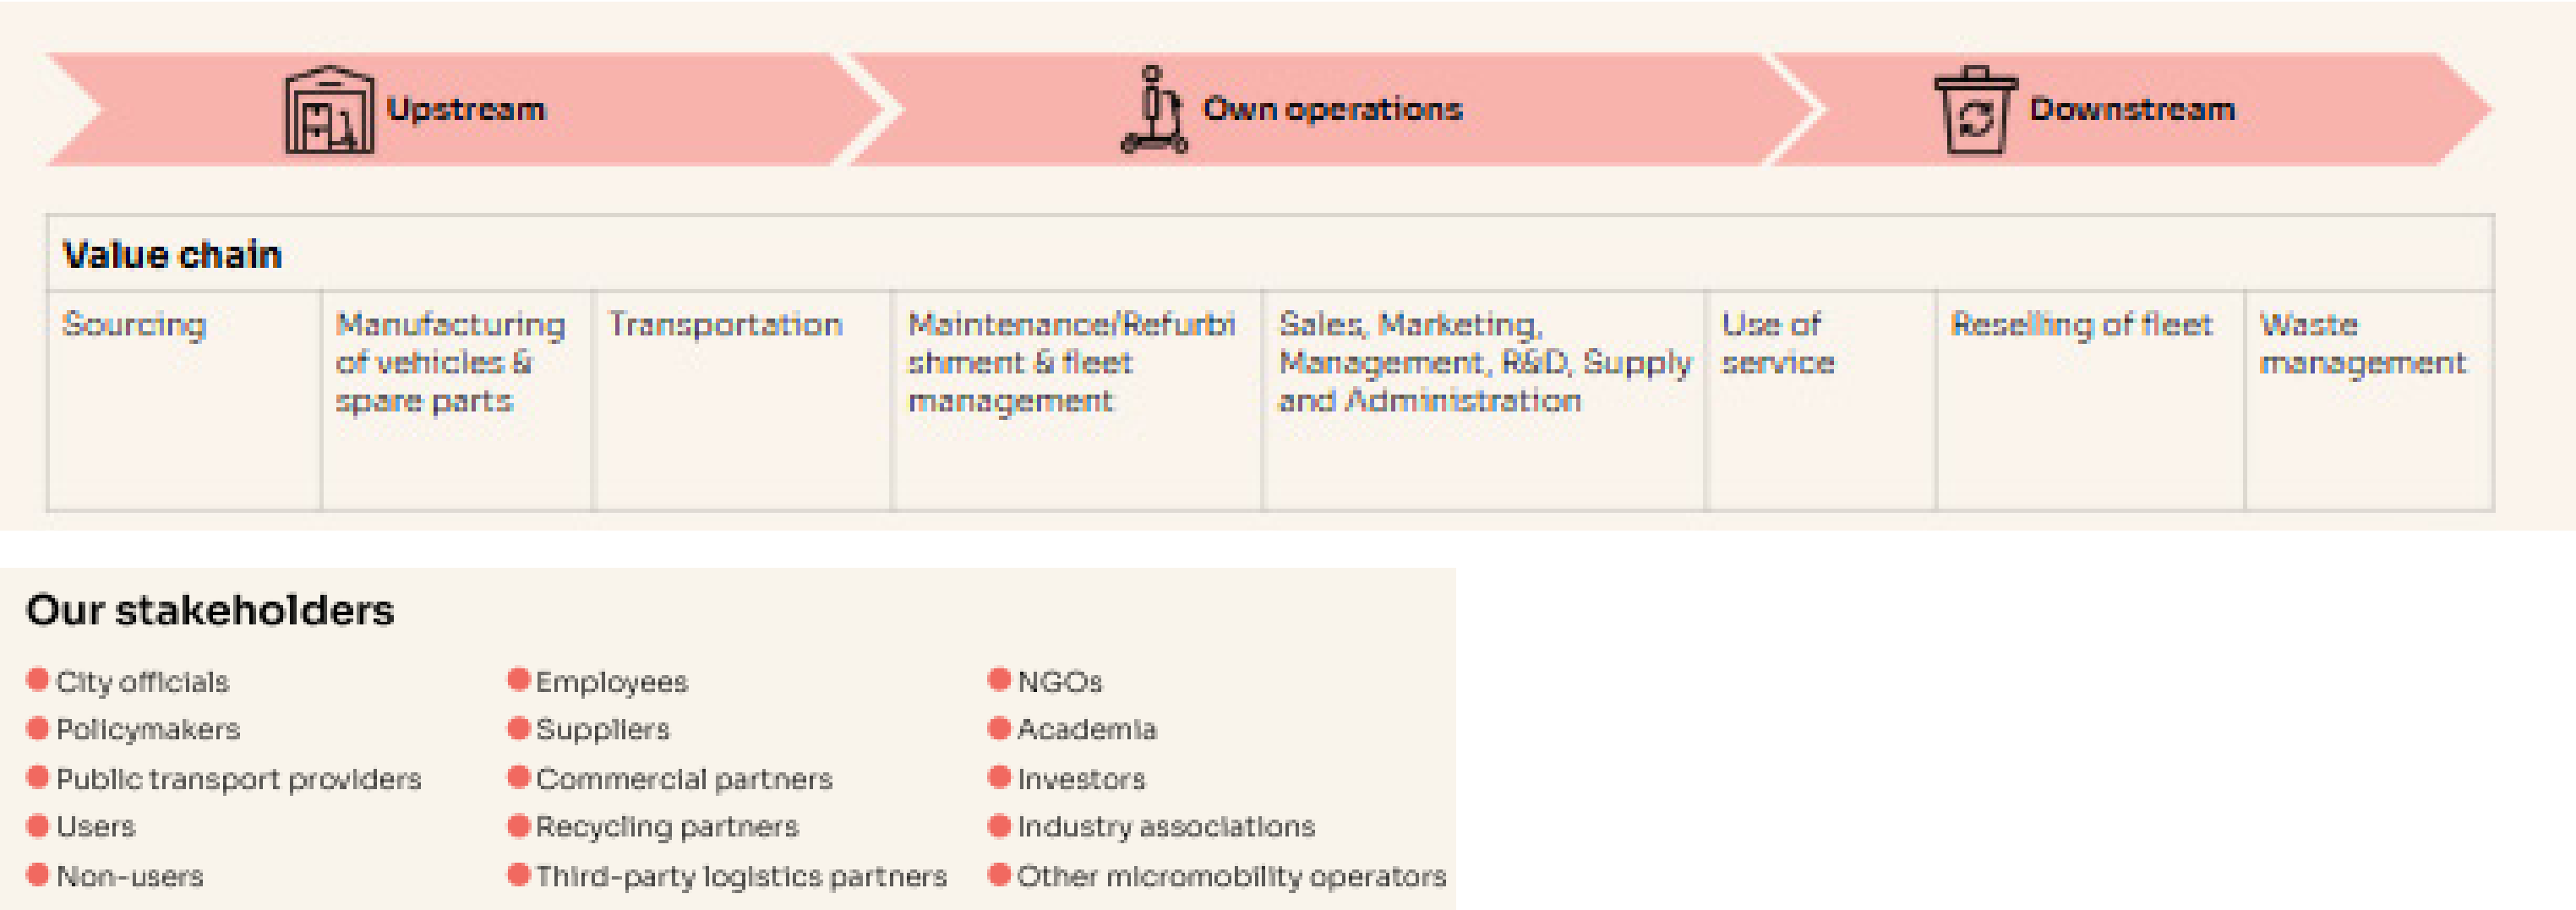 Upstream
Own operations
Downstream
Value chain
Sourcing
Manufacturing
of vehicles &
spare parts
Transportation
Maintenance/Refurbi
shment & fleet
management
Sales, Marketing,
Management, R&D, Supply
and Administration
Use of
service
Reselling of fleet
Waste
management
Our stakeholders
City officials
Policymakers
Public transport providers
Users
Non-users
Employees
Suppliers
Commercial partners
Recycling partners
Third-party logistics partners
NGOs
Academia
Investors
Industry associations
Other micromobility operators